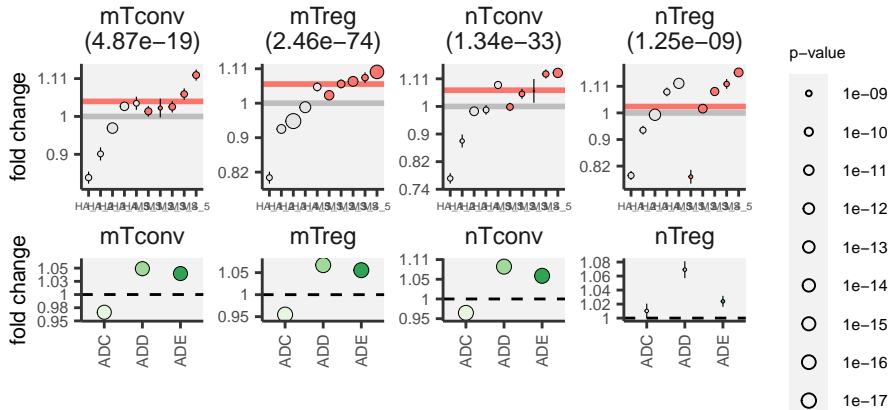 mTconv
(4.87e−19)
mTreg
(2.46e−74)
nTconv
(1.34e−33)
nTreg
(1.25e−09)
fold change
1.11
1
0.9
1.11
1
0.9
0.82
1.11
1
0.9
0.82
0.74
1.11
1
0.9
0.82
mTconv
mTreg
nTconv
nTreg
fold change
1.05
1.03
1
0.98
0.95
1.05
1
0.95
1.11
1.05
1
0.95
1.08
1.06
1.04
1.02
1
ADC
ADD
ADE
ADC
ADD
ADE
ADC
ADD
ADE
ADC
ADD
ADE
p−value
1e−09
1e−10
1e−11
1e−12
1e−13
1e−14
1e−15
1e−16
1e−17